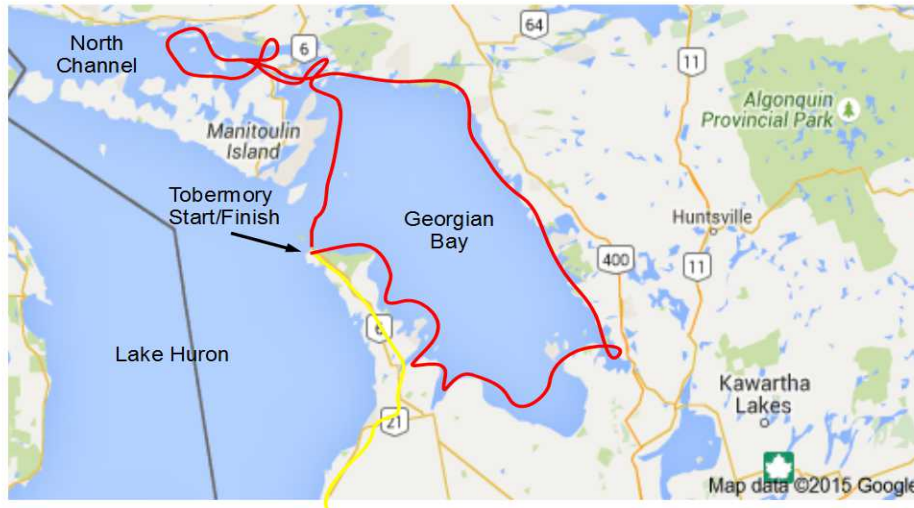 North
Channel
6
64
11
Algonquin
Provincial Park
Manitoulin
Island
Tobermory
Start/Finish
Georgian
Bay
Huntsville
400
11
6
Lake Huron
Kawartha
Lakes
21
Map data ©2015 Google